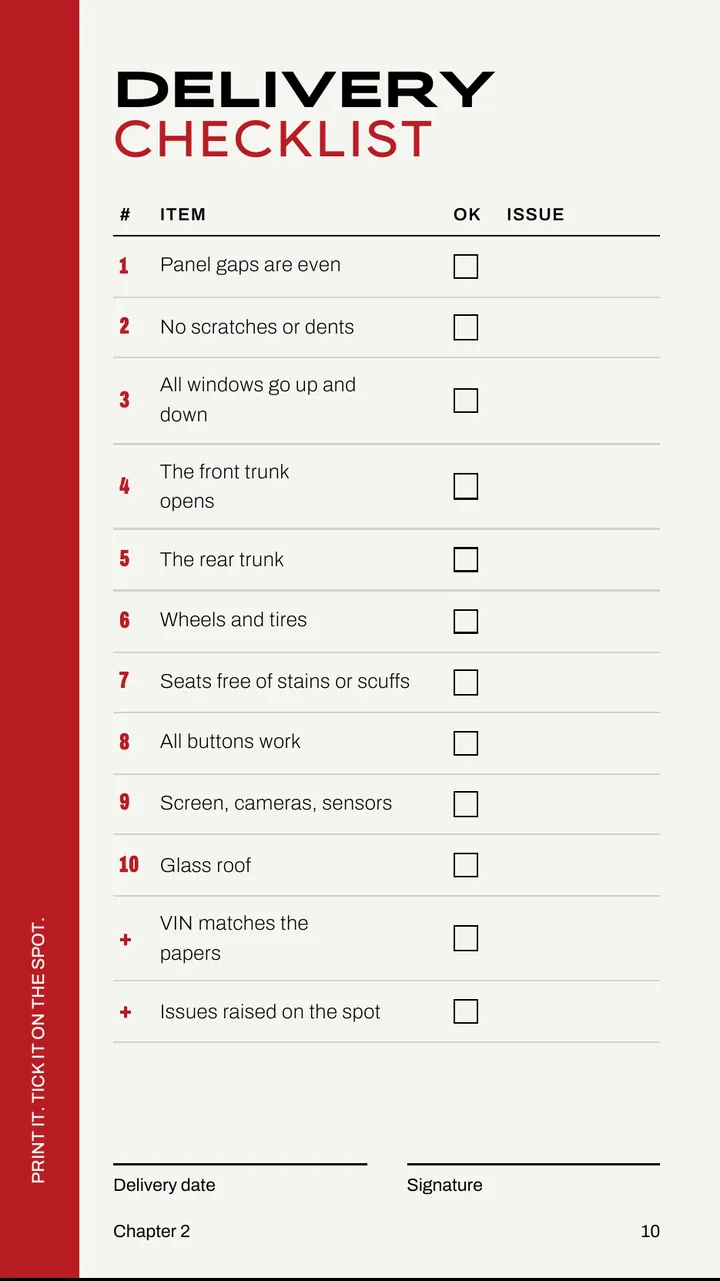 DELIVERY
CHECKLIST
# ITEM OK ISSUE
1 Panel gaps are even
2 No scratches or dents
3 All windows go up and
down
4 The front trunk
opens
5 The rear trunk
6 Wheels and tires
7 Seats free of stains or scuffs
8 All buttons work
9 Screen, cameras, sensors
10 Glass roof
+ VIN matches the
papers
+ Issues raised on the spot
PRINT IT. TICK IT ON THE SPOT.
Delivery date Signature
Chapter 2 10